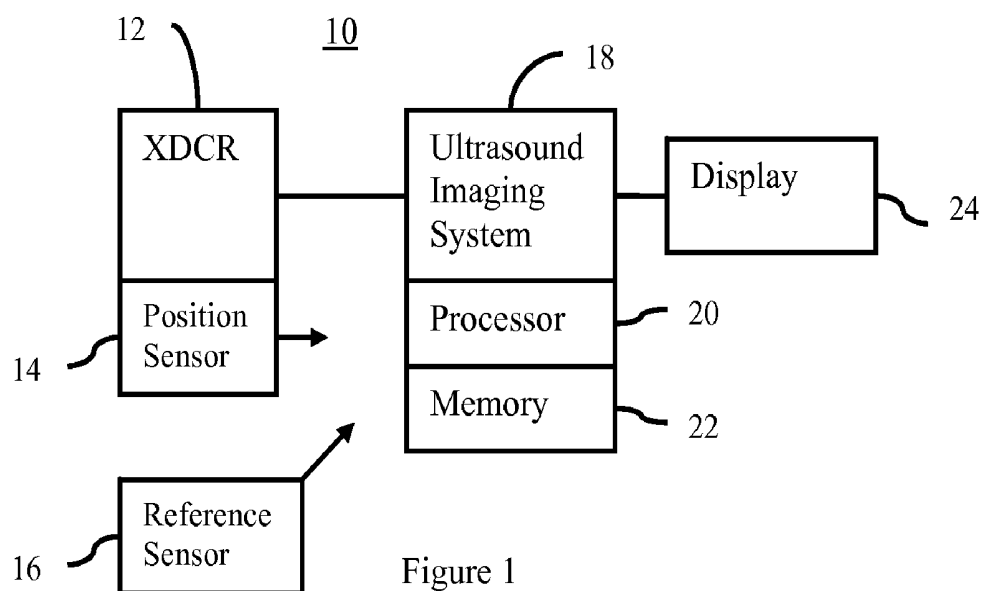 12
10
18
XDCR
Ultrasound
Imaging
System
Display
24
Position
Sensor
14
Processor
20
Memory
22
Reference
Sensor
16
Figure 1